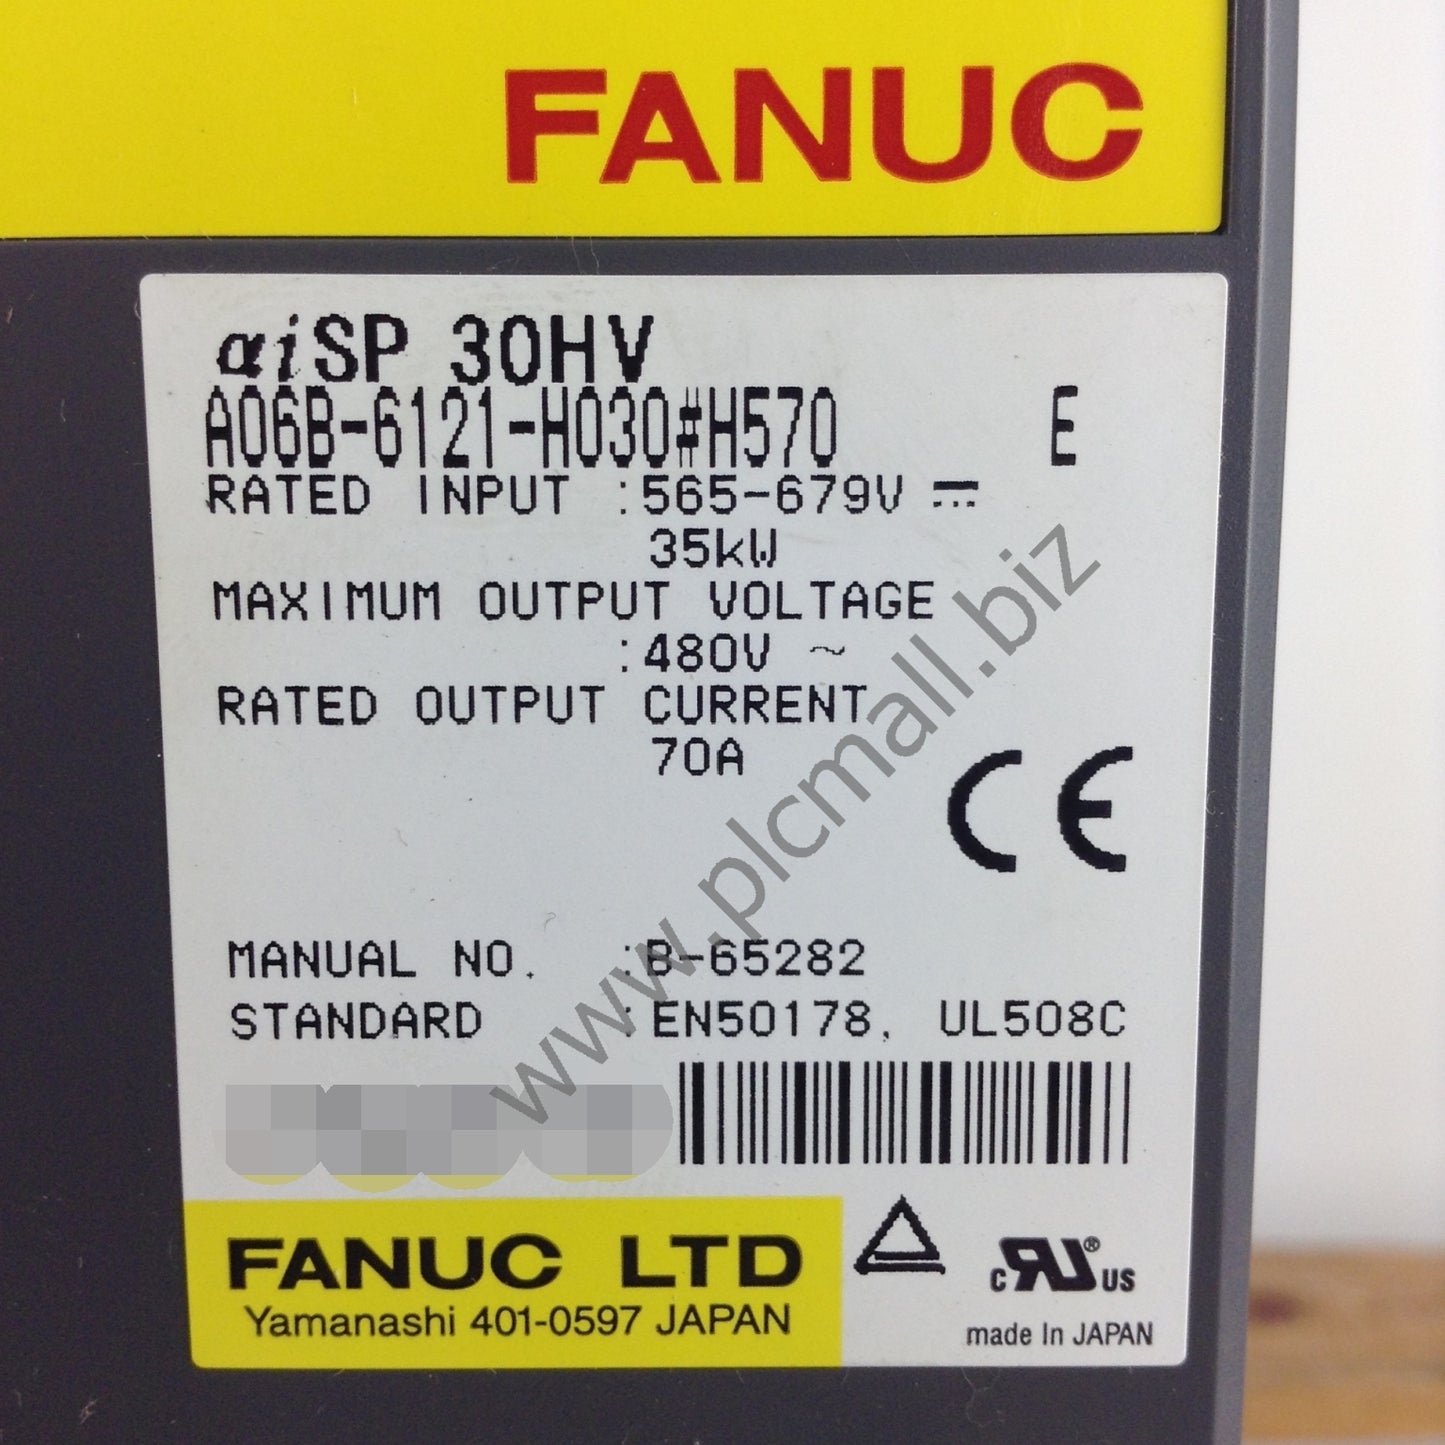 FANUC
αiSP 30HV
A06B-6121-H030#H570 E
RATED INPUT :565-679V ⎓
35kW
MAXIMUM OUTPUT VOLTAGE
:480V ~
RATED OUTPUT CURRENT
70A
CE
MANUAL NO. :B-65282
STANDARD :EN50178, UL508C
FANUC LTD
Yamanashi 401-0597 JAPAN
c RU® US
made In JAPAN
www.plcmall.biz